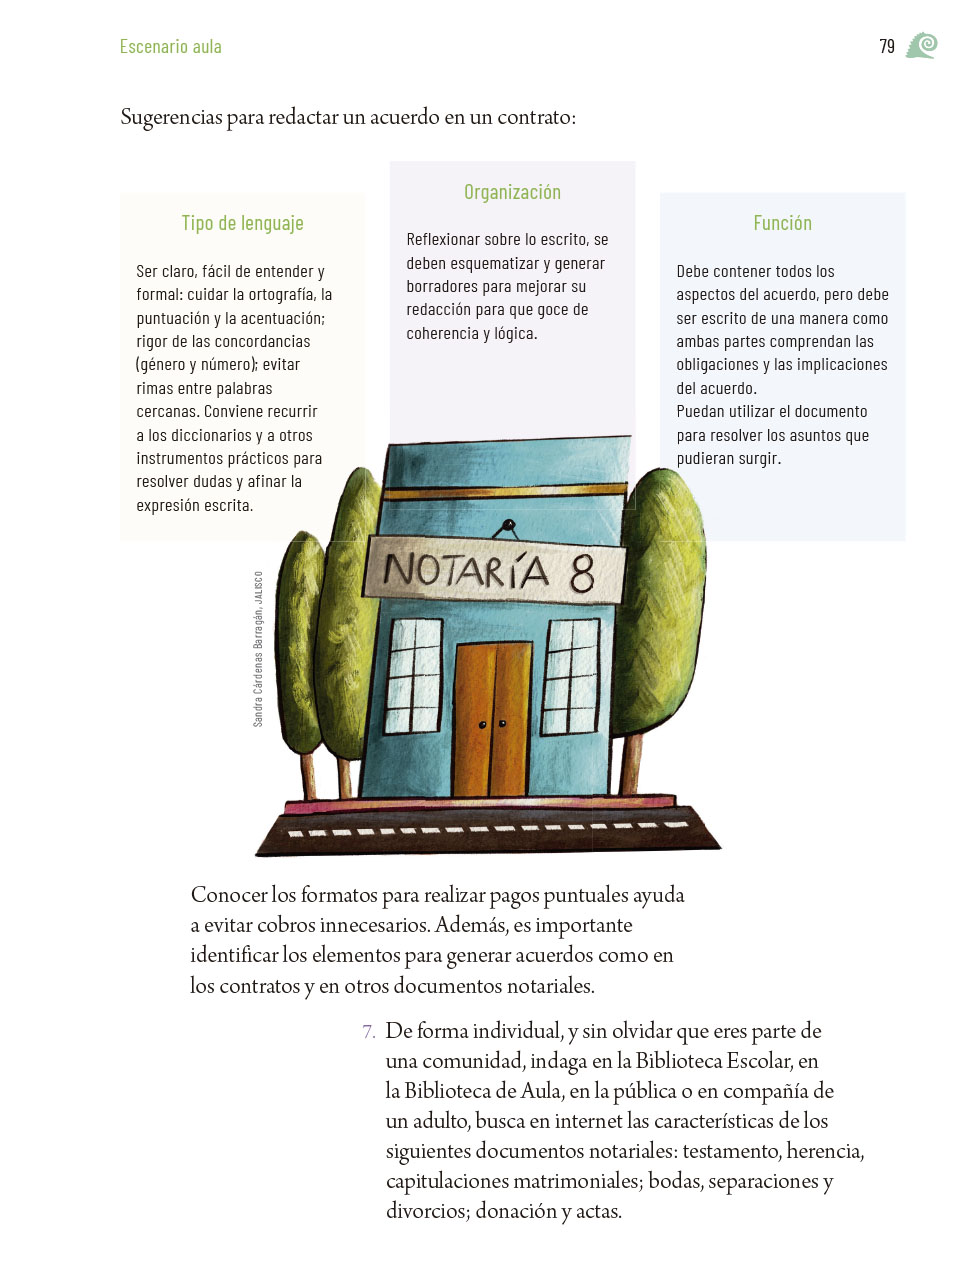 Escenario aula
79
Sugerencias para redactar un acuerdo en un contrato:
Tipo de lenguaje
Ser claro, fácil de entender y
formal: cuidar la ortografía, la
puntuación y la acentuación;
rigor de las concordancias
(género y número); evitar
rimas entre palabras
cercanas. Conviene recurrir
a los diccionarios y a otros
instrumentos prácticos para
resolver dudas y afinar la
expresión escrita.
Organización
Reflexionar sobre lo escrito, se
deben esquematizar y generar
borradores para mejorar su
redacción para que goce de
coherencia y lógica.
Función
Debe contener todos los
aspectos del acuerdo, pero debe
ser escrito de una manera como
ambas partes comprendan las
obligaciones y las implicaciones
del acuerdo.
Puedan utilizar el documento
para resolver los asuntos que
pudieran surgir.
NOTARÍA 8
Sandra Cárdenas Barragán, JALISCO
Conocer los formatos para realizar pagos puntuales ayuda
a evitar cobros innecesarios. Además, es importante
identificar los elementos para generar acuerdos como en
los contratos y en otros documentos notariales.
7. De forma individual, y sin olvidar que eres parte de
una comunidad, indaga en la Biblioteca Escolar, en
la Biblioteca de Aula, en la pública o en compañía de
un adulto, busca en internet las características de los
siguientes documentos notariales: testamento, herencia,
capitulaciones matrimoniales; bodas, separaciones y
divorcios; donación y actas.